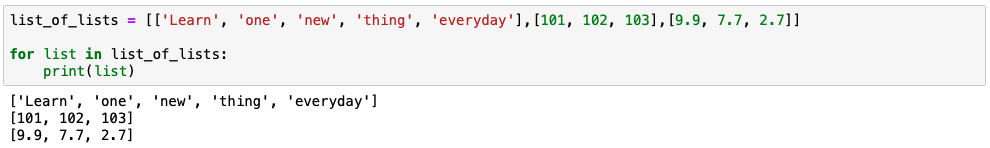 list_of_lists = [['Learn', 'one', 'new', 'thing', 'everyday'],[101, 102, 103],[9.9, 7.7, 2.7]]
for list in list_of_lists:
    print(list)
['Learn', 'one', 'new', 'thing', 'everyday']
[101, 102, 103]
[9.9, 7.7, 2.7]